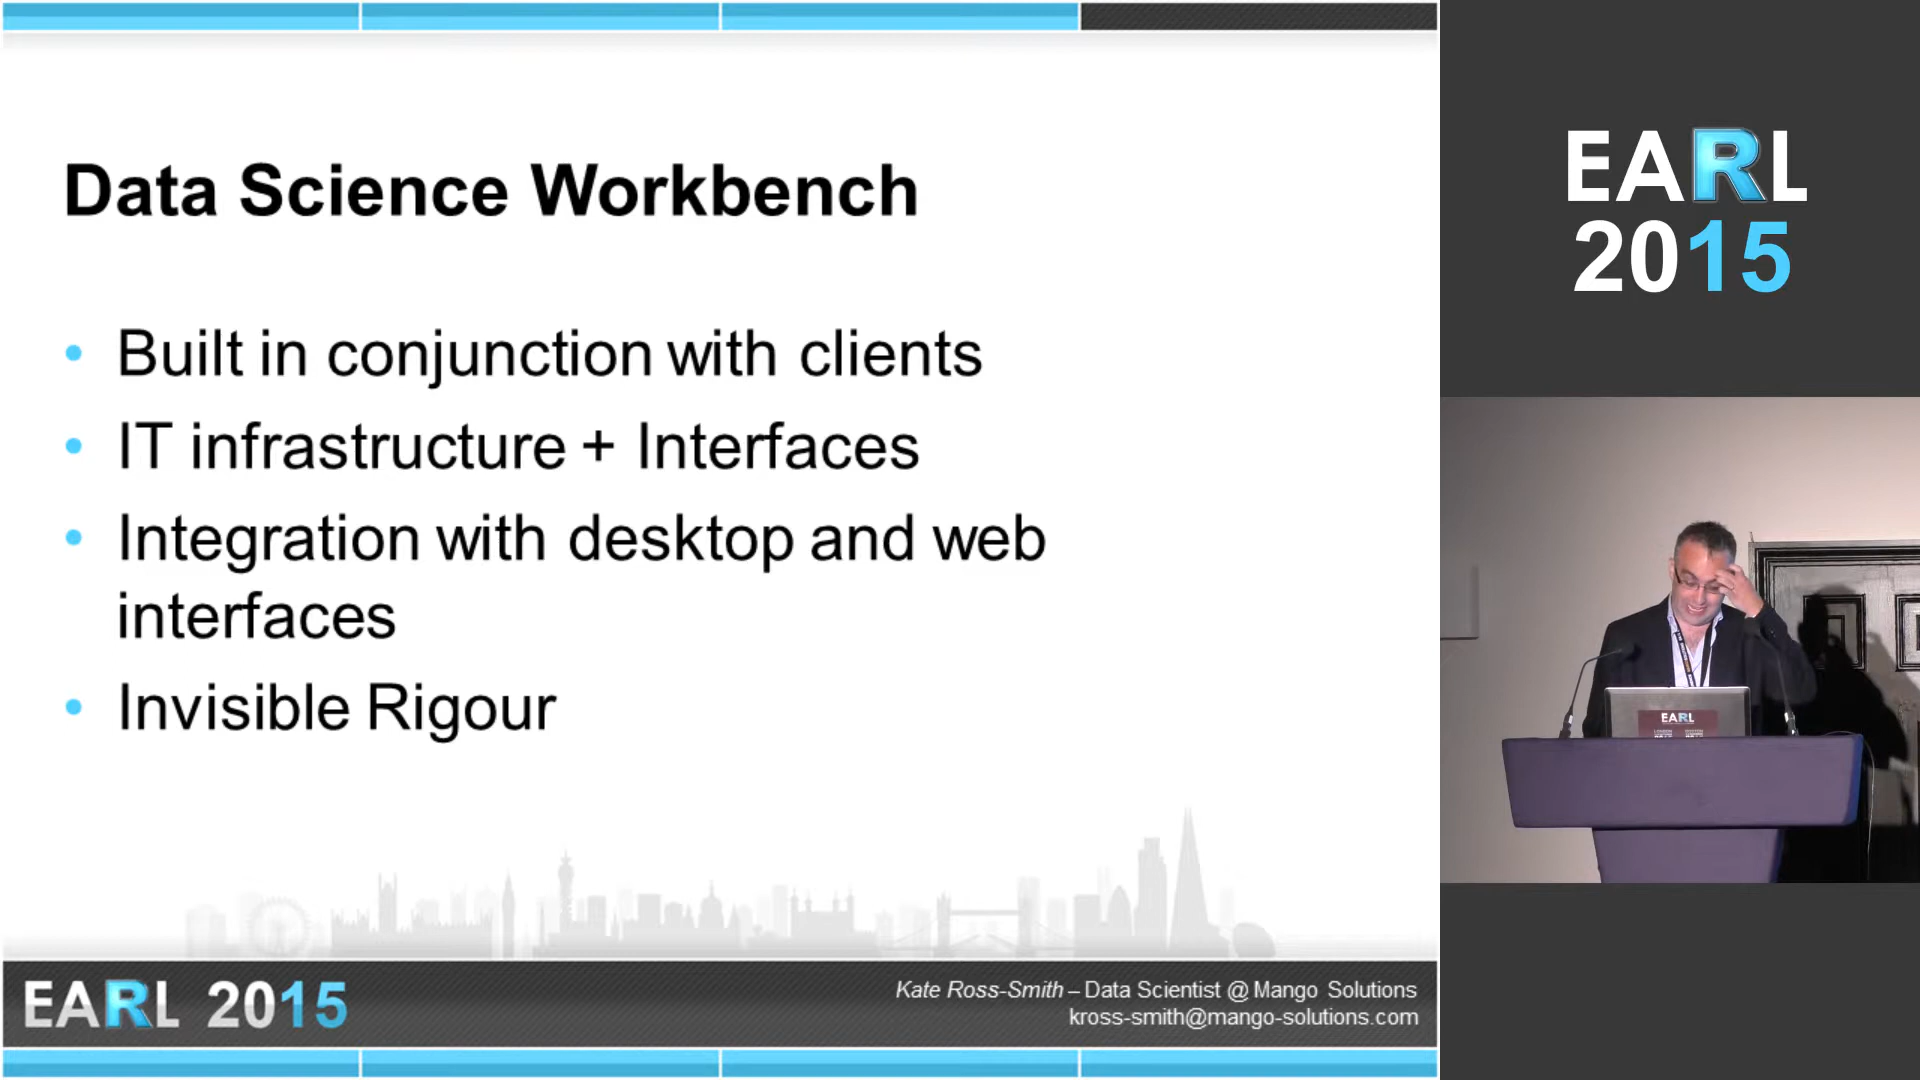 Data Science Workbench
• Built in conjunction with clients
• IT infrastructure + Interfaces
• Integration with desktop and web
interfaces
• Invisible Rigour
EARL 2015
Kate Ross-Smith – Data Scientist @ Mango Solutions
kross-smith@mango-solutions.com
EARL
2015
EARL